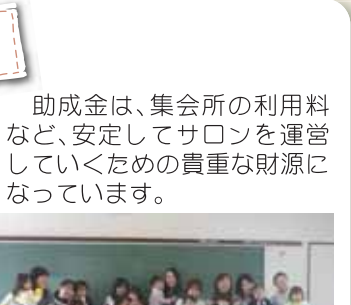 助成金は、集会所の利用料
など、安定してサロンを運営
していくための貴重な財源に
なっています。